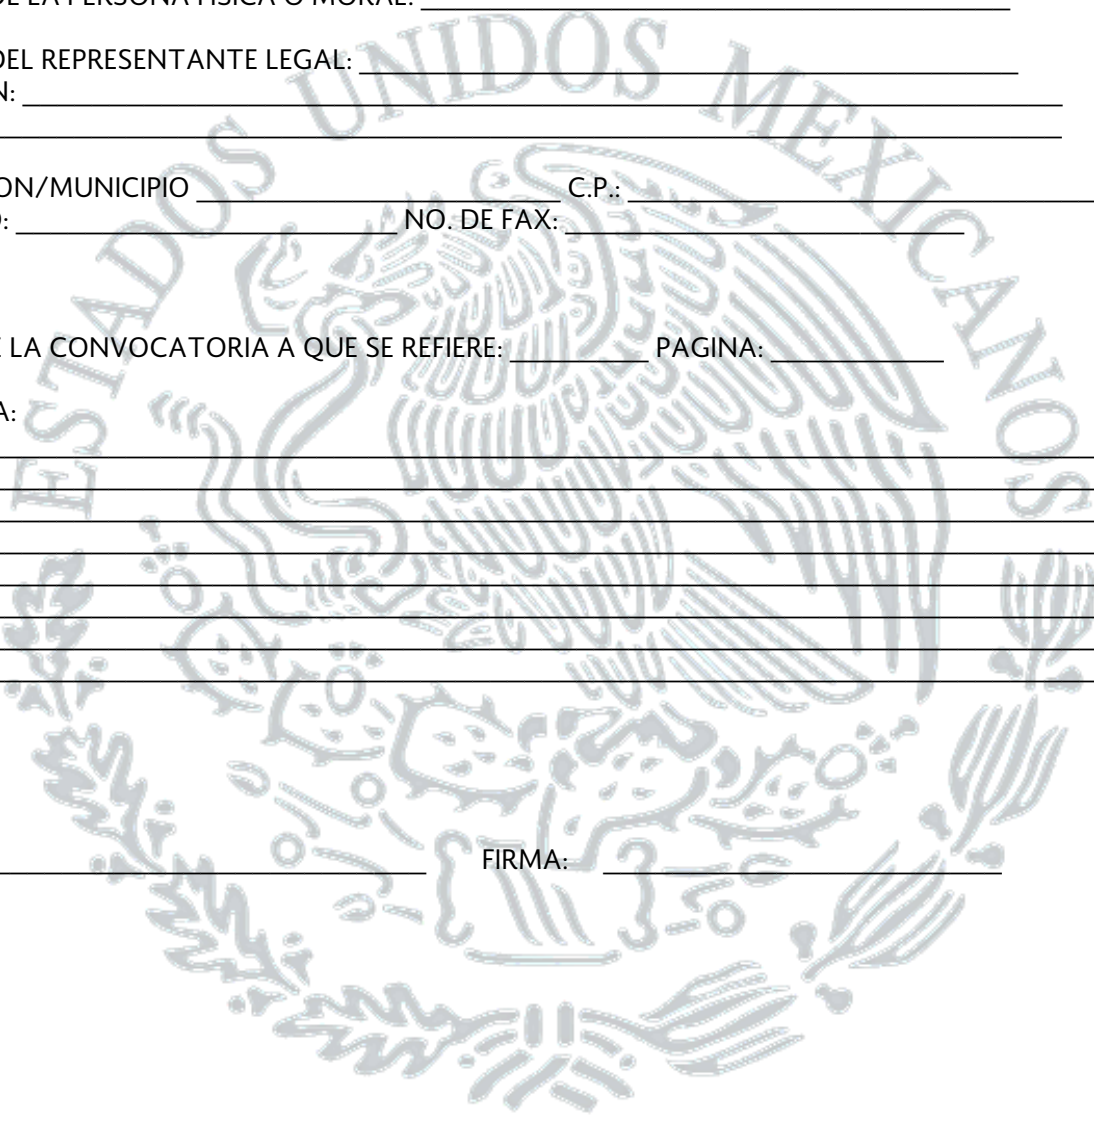 DE LA PERSONA FISICA O MORAL:
DEL REPRESENTANTE LEGAL:
N:
ON/MUNICIPIO C.P.:
O: NO. DE FAX:
E LA CONVOCATORIA A QUE SE REFIERE: PAGINA:
A:
FIRMA:
ESTADOS UNIDOS MEXICANOS